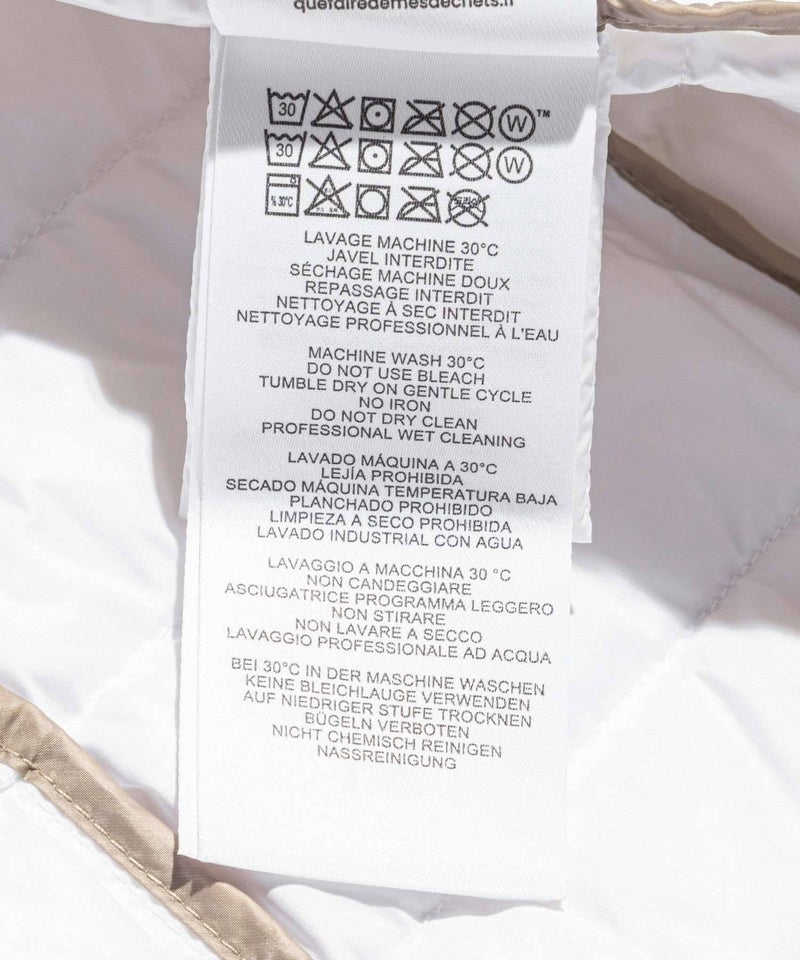 quefairedemesdechets.fr
30 W™
30 W
30°C
LAVAGE MACHINE 30°C
JAVEL INTERDITE
SÉCHAGE MACHINE DOUX
REPASSAGE INTERDIT
NETTOYAGE À SEC INTERDIT
NETTOYAGE PROFESSIONNEL À L'EAU
MACHINE WASH 30°C
DO NOT USE BLEACH
TUMBLE DRY ON GENTLE CYCLE
NO IRON
DO NOT DRY CLEAN
PROFESSIONAL WET CLEANING
LAVADO MÁQUINA A 30°C
LEJÍA PROHIBIDA
SECADO MÁQUINA TEMPERATURA BAJA
PLANCHADO PROHIBIDO
LIMPIEZA A SECO PROHIBIDA
LAVADO INDUSTRIAL CON AGUA
LAVAGGIO A MACCHINA 30 °C
NON CANDEGGIARE
ASCIUGATRICE PROGRAMMA LEGGERO
NON STIRARE
NON LAVARE A SECCO
LAVAGGIO PROFESSIONALE AD ACQUA
BEI 30°C IN DER MASCHINE WASCHEN
KEINE BLEICHLAUGE VERWENDEN
AUF NIEDRIGER STUFE TROCKNEN
BÜGELN VERBOTEN
NICHT CHEMISCH REINIGEN
NASSREINIGUNG